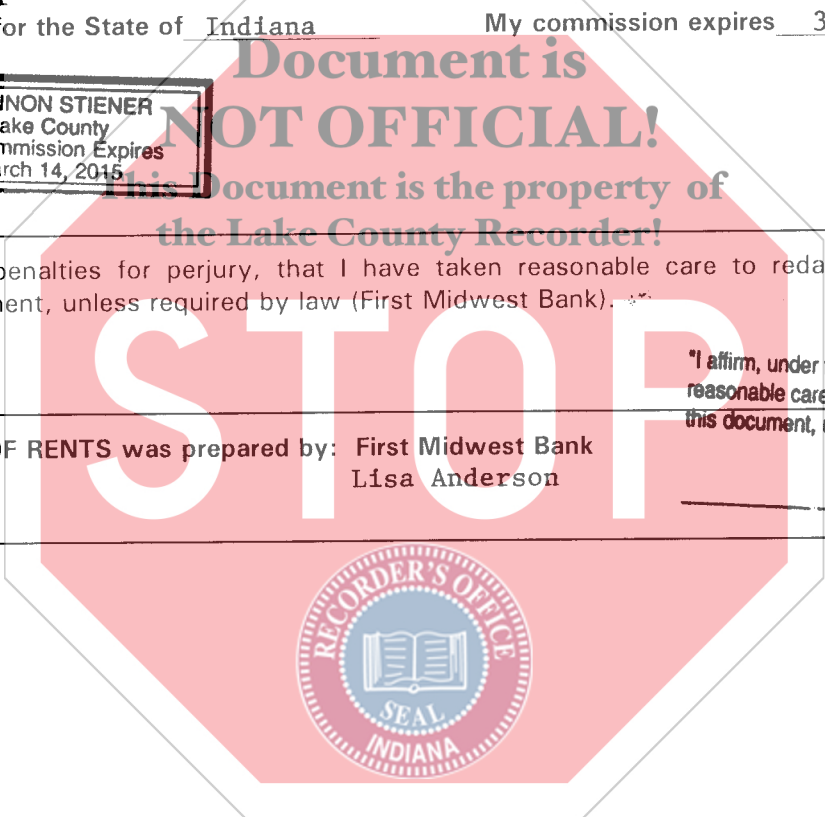 for the State of Indiana My commission expires 3
Document is
NOT OFFICIAL!
This Document is the property of
the Lake County Recorder!
NNON STIENER
ake County
mmission Expires
rch 14, 2015
penalties for perjury, that I have taken reasonable care to reda
ent, unless required by law (First Midwest Bank).
"I affirm, under
reasonable care
this document,
OF RENTS was prepared by: First Midwest Bank
Lisa Anderson
STOP
RECORDER'S OFFICE
SEAL
INDIANA